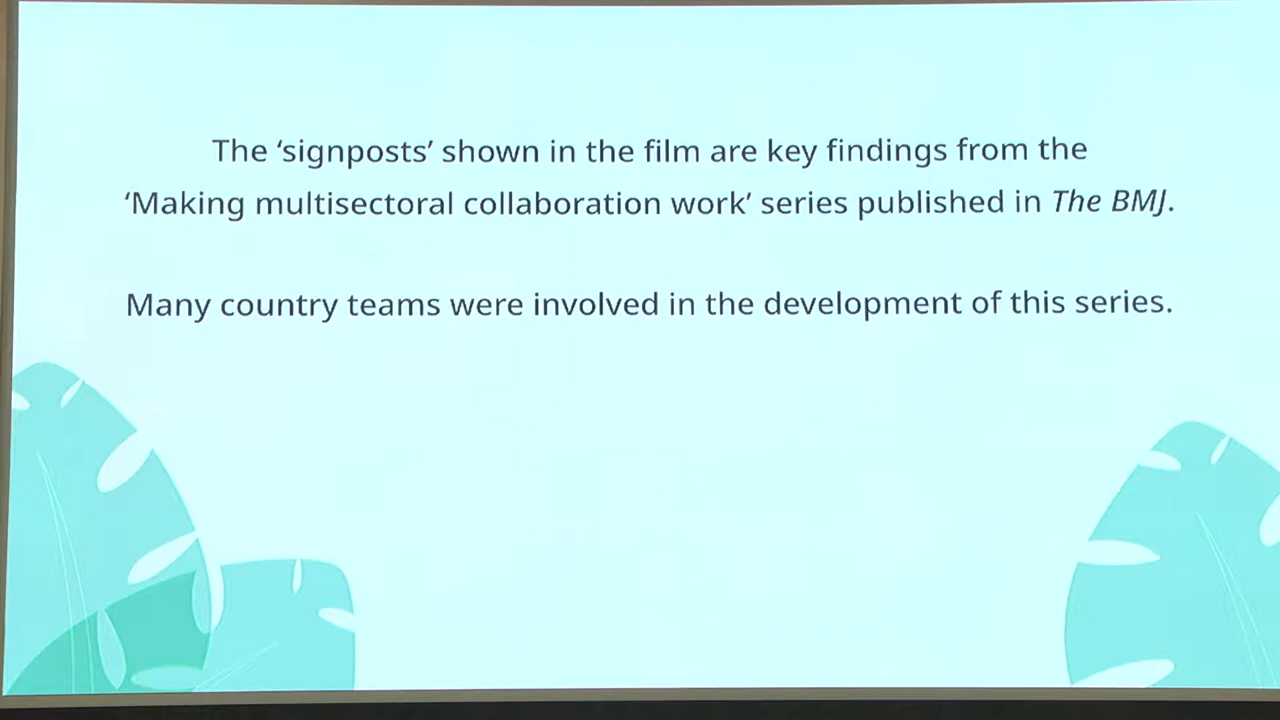 The ‘signposts’ shown in the film are key findings from the
‘Making multisectoral collaboration work’ series published in The BMJ.
Many country teams were involved in the development of this series.